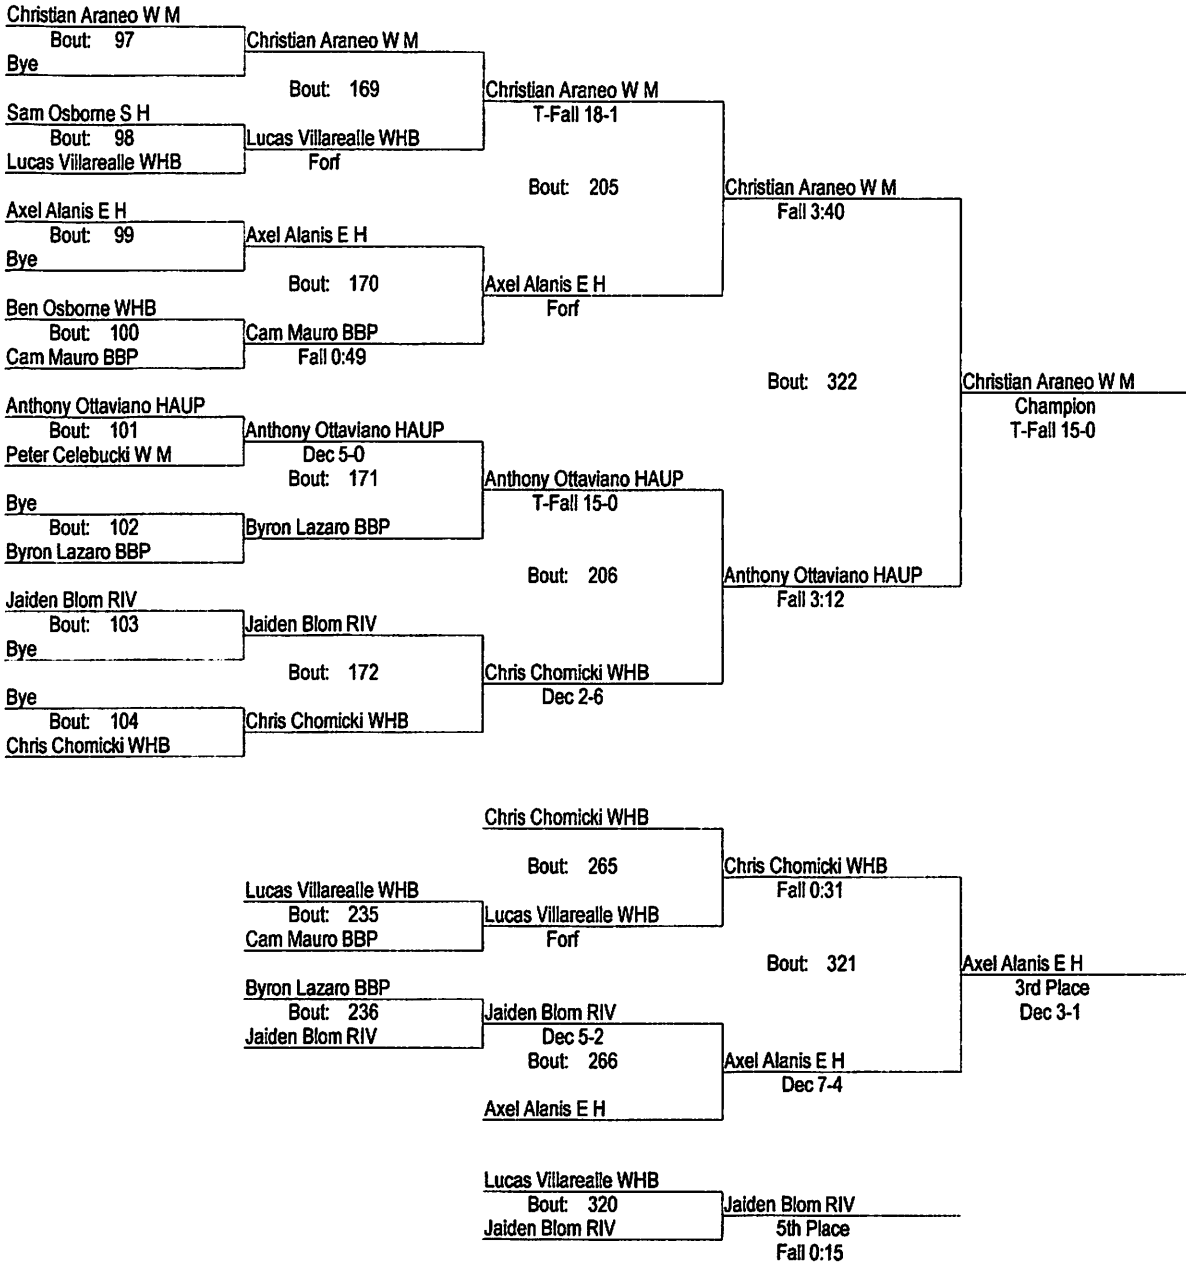 Christian Araneo W M
Bout: 97
Bye
Christian Araneo W M
Bout: 169
Sam Osborne S H
Bout: 98
Lucas Villarealle WHB
Lucas Villarealle WHB
Forf
Christian Araneo W M
T-Fall 18-1
Bout: 205
Axel Alanis E H
Bout: 99
Bye
Axel Alanis E H
Bout: 170
Ben Osborne WHB
Bout: 100
Cam Mauro BBP
Cam Mauro BBP
Fall 0:49
Axel Alanis E H
Forf
Christian Araneo W M
Fall 3:40
Bout: 322
Anthony Ottaviano HAUP
Bout: 101
Peter Celebucki W M
Anthony Ottaviano HAUP
Dec 5-0
Bout: 171
Bye
Bout: 102
Byron Lazaro BBP
Byron Lazaro BBP
Anthony Ottaviano HAUP
T-Fall 15-0
Bout: 206
Jaiden Blom RIV
Bout: 103
Bye
Jaiden Blom RIV
Bout: 172
Bye
Bout: 104
Chris Chomicki WHB
Chris Chomicki WHB
Chris Chomicki WHB
Dec 2-6
Anthony Ottaviano HAUP
Fall 3:12
Christian Araneo W M
Champion
T-Fall 15-0
Chris Chomicki WHB
Bout: 265
Lucas Villarealle WHB
Bout: 235
Cam Mauro BBP
Lucas Villarealle WHB
Forf
Chris Chomicki WHB
Fall 0:31
Bout: 321
Byron Lazaro BBP
Bout: 236
Jaiden Blom RIV
Jaiden Blom RIV
Dec 5-2
Bout: 266
Axel Alanis E H
Axel Alanis E H
Dec 7-4
Axel Alanis E H
3rd Place
Dec 3-1
Lucas Villarealle WHB
Bout: 320
Jaiden Blom RIV
Jaiden Blom RIV
5th Place
Fall 0:15